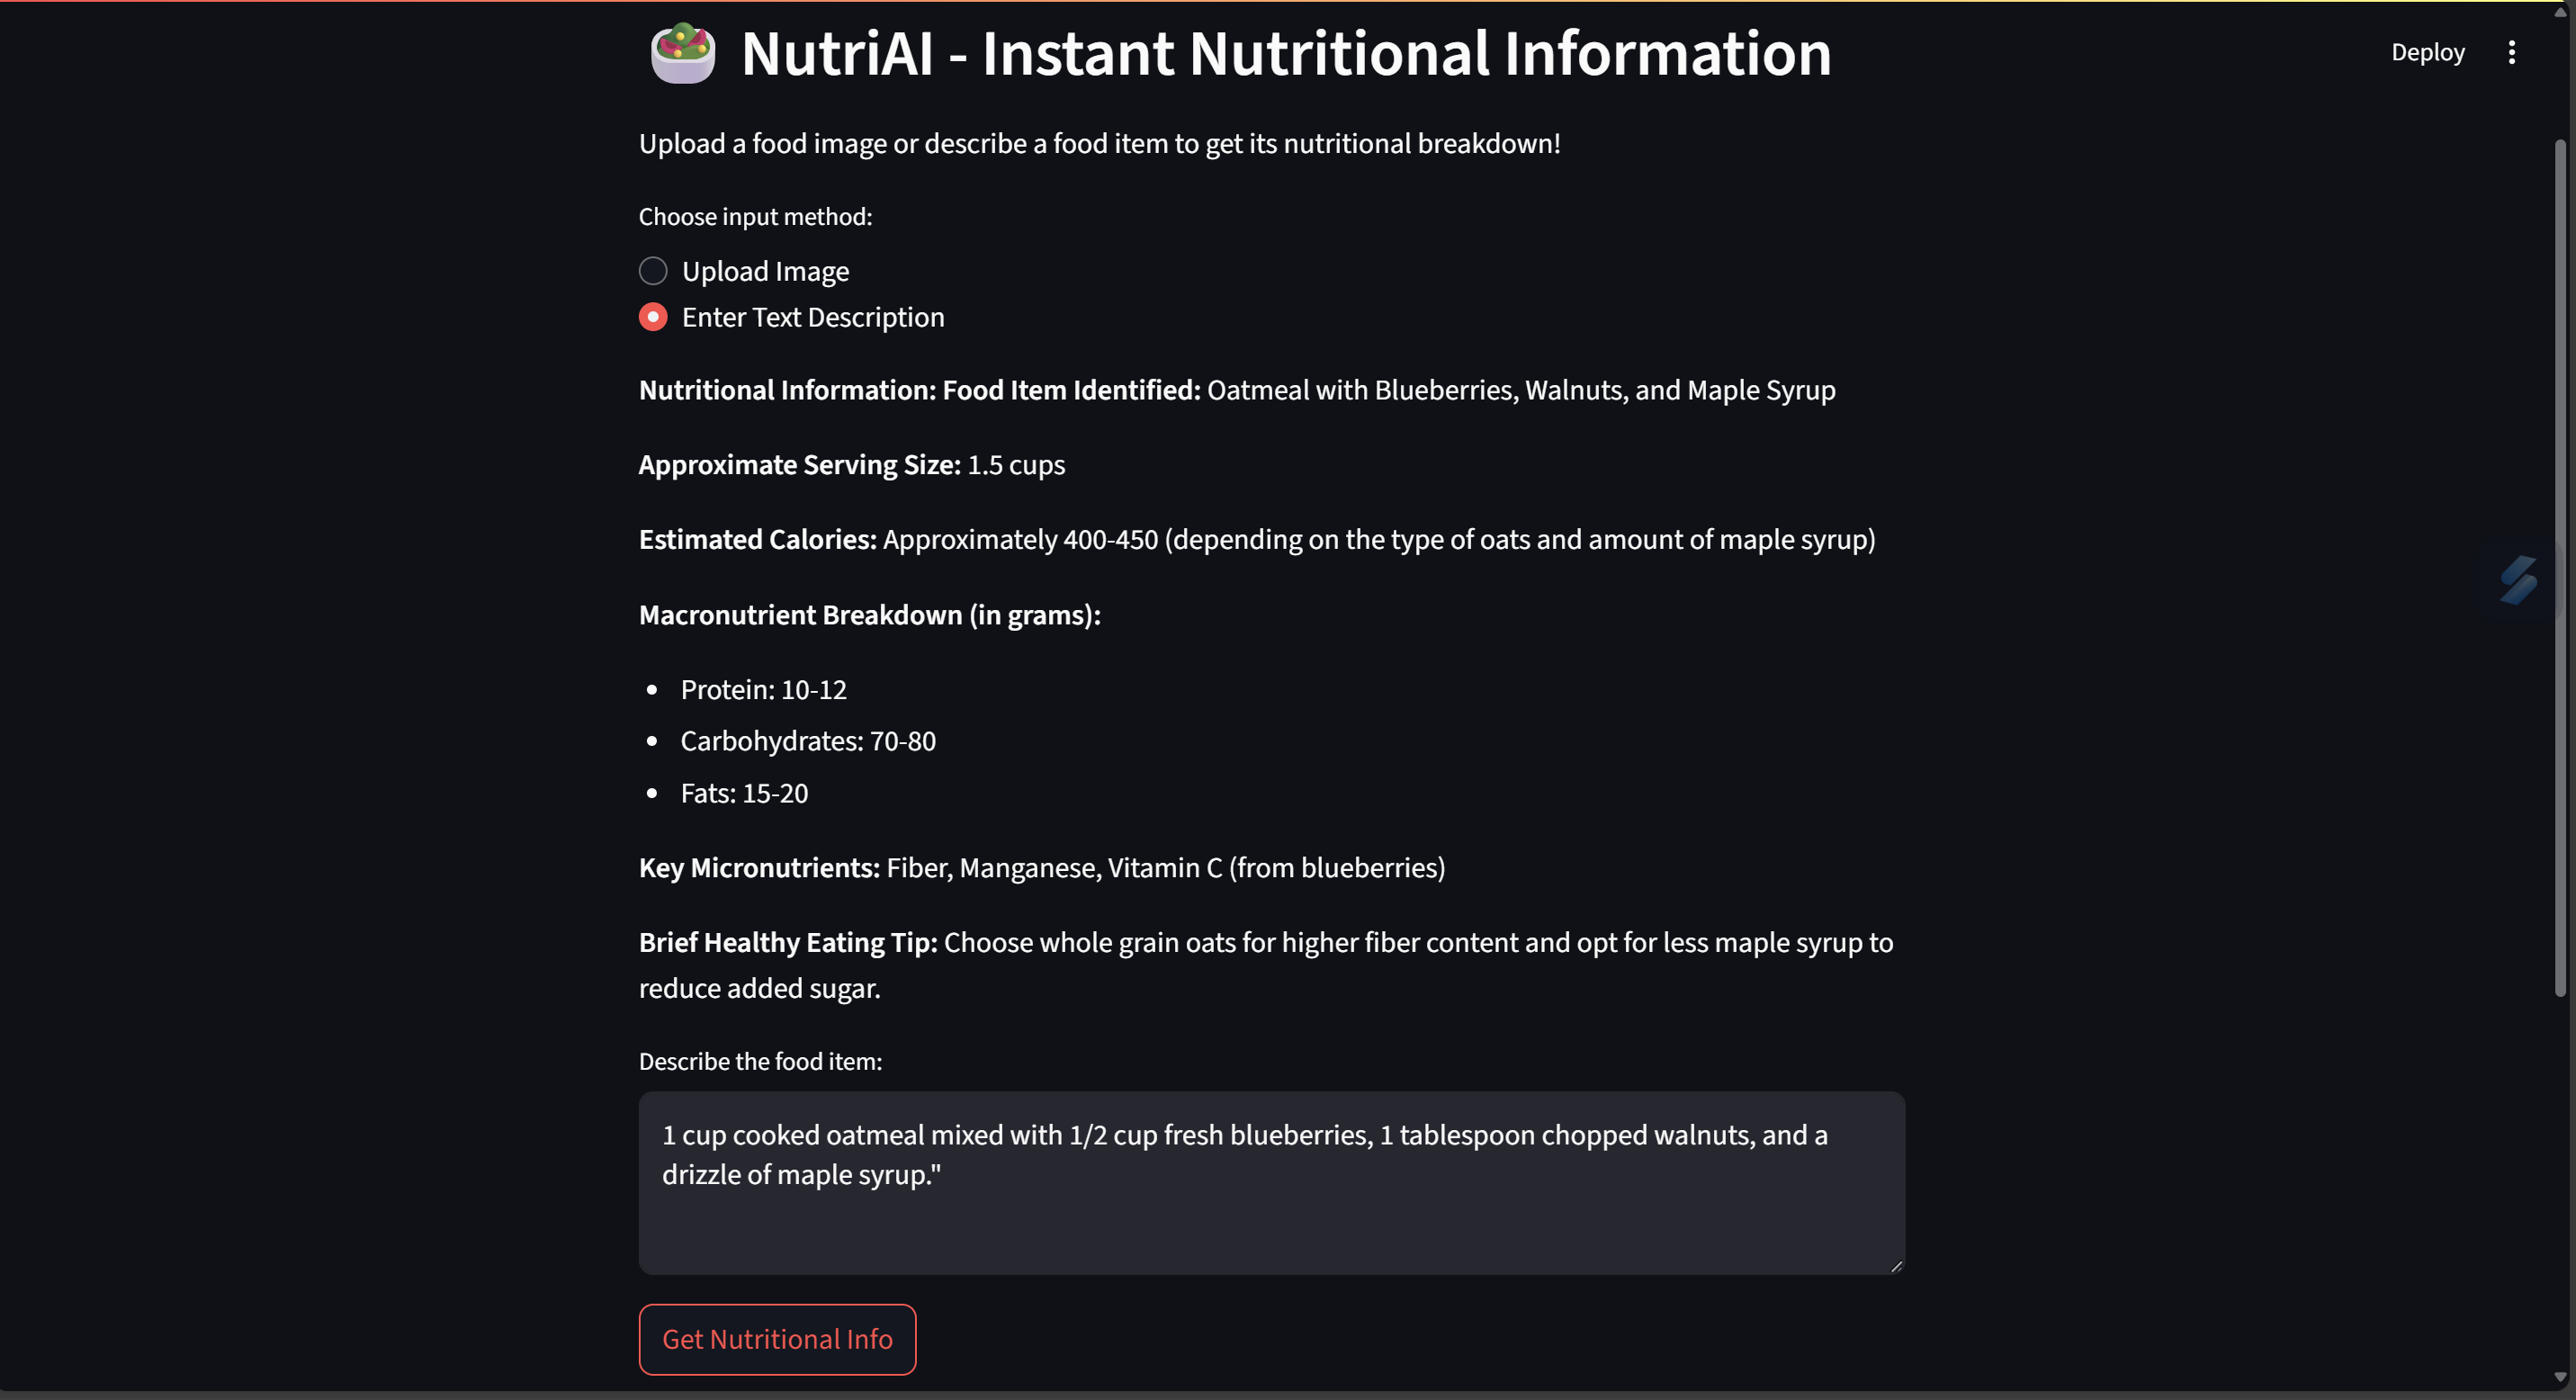 NutriAI - Instant Nutritional Information
Deploy
Upload a food image or describe a food item to get its nutritional breakdown!
Choose input method:
Upload Image
Enter Text Description
Nutritional Information: Food Item Identified: Oatmeal with Blueberries, Walnuts, and Maple Syrup
Approximate Serving Size: 1.5 cups
Estimated Calories: Approximately 400-450 (depending on the type of oats and amount of maple syrup)
Macronutrient Breakdown (in grams):
• Protein: 10-12
• Carbohydrates: 70-80
• Fats: 15-20
Key Micronutrients: Fiber, Manganese, Vitamin C (from blueberries)
Brief Healthy Eating Tip: Choose whole grain oats for higher fiber content and opt for less maple syrup to
reduce added sugar.
Describe the food item:
1 cup cooked oatmeal mixed with 1/2 cup fresh blueberries, 1 tablespoon chopped walnuts, and a
drizzle of maple syrup."
Get Nutritional Info